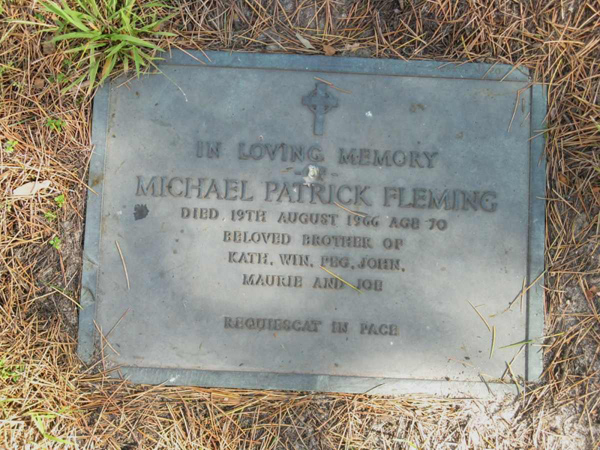 IN LOVING MEMORY
OF
MICHAEL PATRICK FLEMING
DIED 19TH AUGUST 1966 AGE 70
BELOVED BROTHER OF
KATH, WIN, PEG, JOHN,
MAURIE AND JOE
REQUIESCAT IN PACE